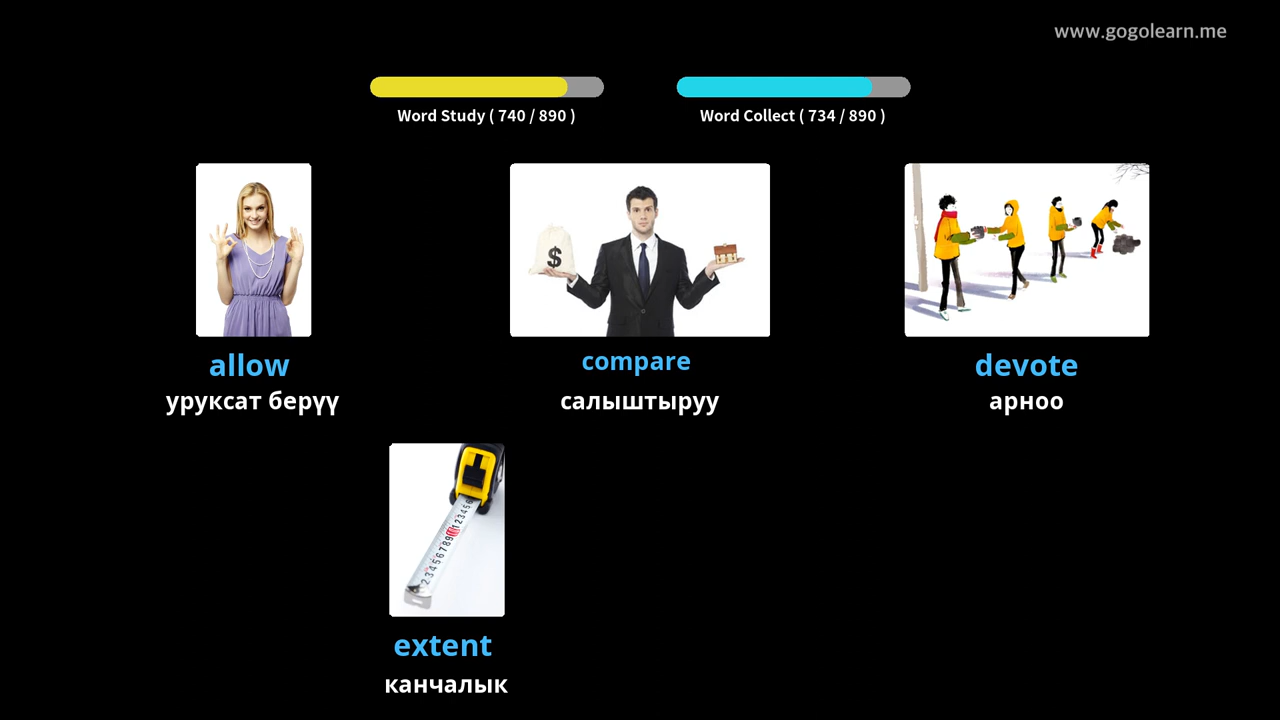 www.gogolearn.me
Word Study ( 740 / 890 )
Word Collect ( 734 / 890 )
$
allow
compare
devote
уруксат берүү
салыштыруу
арноо
extent
канчалык